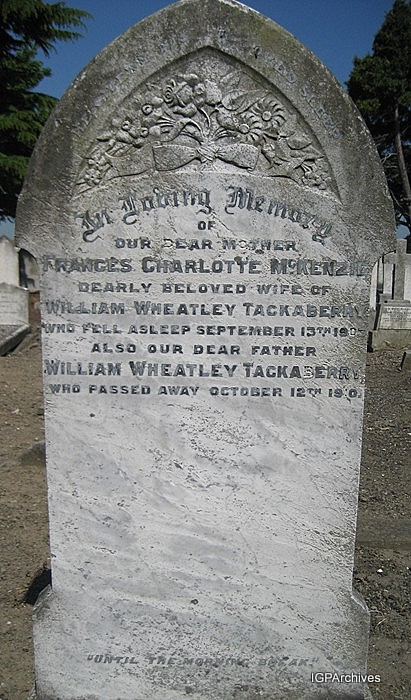 In Loving Memory
OF
OUR DEAR MOTHER
FRANCES CHARLOTTE McKENZIE
DEARLY BELOVED WIFE OF
WILLIAM WHEATLEY TACKABERRY
WHO FELL ASLEEP SEPTEMBER 13TH
ALSO OUR DEAR FATHER
WILLIAM WHEATLEY TACKABERRY
WHO PASSED AWAY OCTOBER 12TH 1910.
"UNTIL THE MORNING BREAK"
IGPArchives